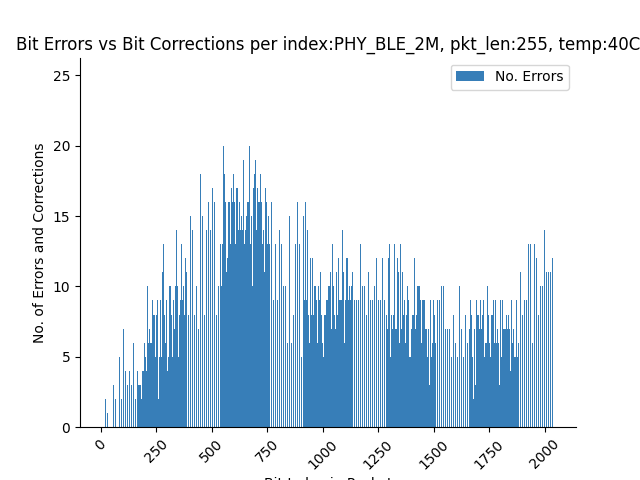 Bit Errors vs Bit Corrections per index:PHY_BLE_2M, pkt_len:255, temp:40C
No. Errors
No. of Errors and Corrections
25
20
15
10
5
0
0 250 500 750 1000 1250 1500 1750 2000